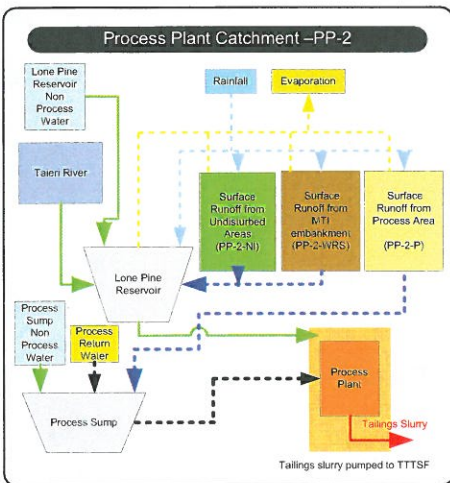 Process Plant Catchment –PP-2
Lone Pine
Reservoir
Non
Process
Water
Rainfall
Evaporation
Taieri River
Surface
Runoff from
Undisturbed
Areas
(PP-2-NI)
Surface
Runoff from
MTI
embankment
(PP-2-WRS)
Surface
Runoff from
Process Area
(PP-2-P)
Lone Pine
Reservoir
Process
Sump
Non
Process
Water
Process
Return
Water
Process
Plant
Process Sump
Tailings Slurry
Tailings slurry pumped to TTTSF